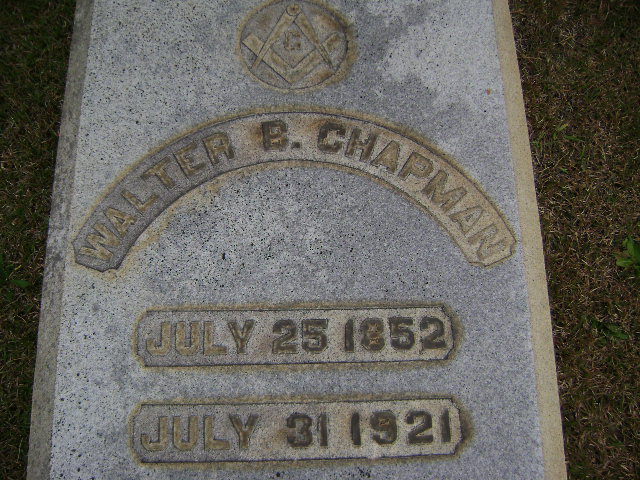 G
WALTER B. CHAPMAN
JULY 25 1852
JULY 31 1921